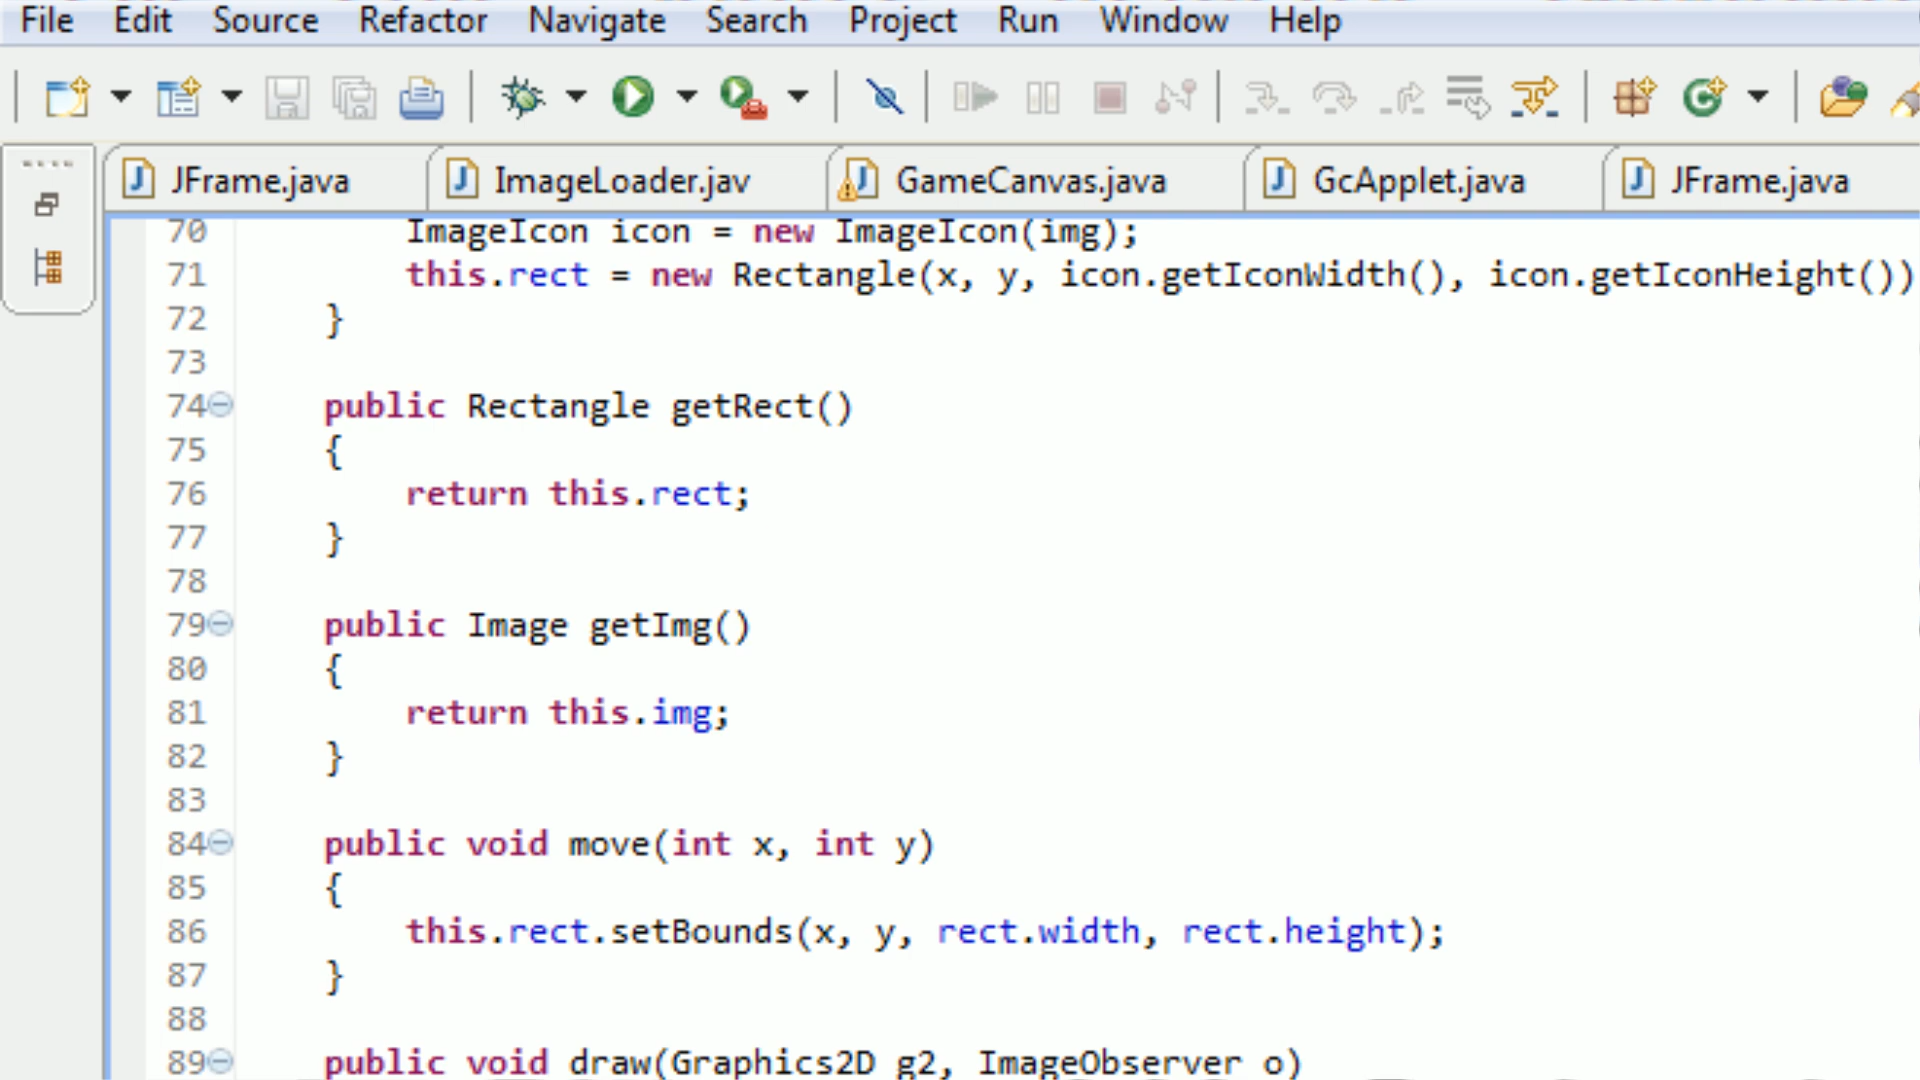 File Edit Source Refactor Navigate Search Project Run Window Help
JFrame.java ImageLoader.jav GameCanvas.java GcApplet.java JFrame.java
70 ImageIcon icon = new ImageIcon(img);
71 this.rect = new Rectangle(x, y, icon.getIconWidth(), icon.getIconHeight())
72 }
73
74 public Rectangle getRect()
75 {
76 return this.rect;
77 }
78
79 public Image getImg()
80 {
81 return this.img;
82 }
83
84 public void move(int x, int y)
85 {
86 this.rect.setBounds(x, y, rect.width, rect.height);
87 }
88
89 public void draw(Graphics2D g2, ImageObserver o)